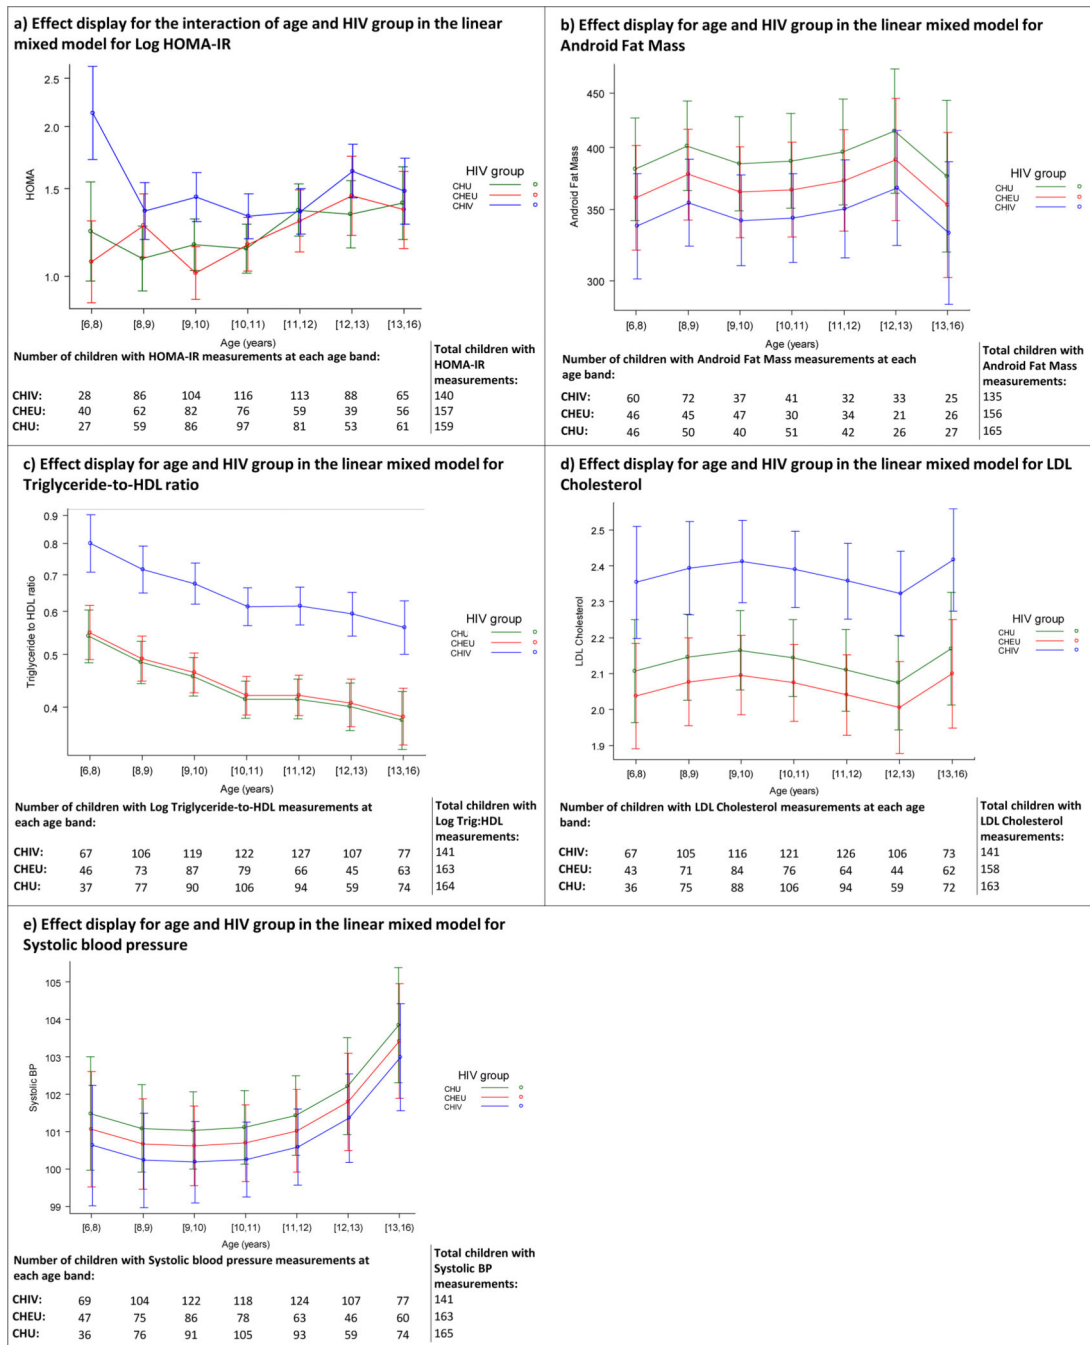 a) Effect display for the interaction of age and HIV group in the linear
mixed model for Log HOMA-IR
2.5
2.0
1.5
1.0
HOMA
HIV group
CHU
CHEU
CHIV
[6,8) [8,9) [9,10) [10,11) [11,12) [12,13) [13,16)
Age (years)
Number of children with HOMA-IR measurements at each age band:
Total children with
HOMA-IR
measurements:
CHIV: 28 86 104 116 113 88 65 140
CHEU: 40 62 82 76 59 39 56 157
CHU: 27 59 86 97 81 53 61 159
b) Effect display for age and HIV group in the linear mixed model for
Android Fat Mass
450
400
350
300
Android Fat Mass
HIV group
CHU
CHEU
CHIV
[6,8) [8,9) [9,10) [10,11) [11,12) [12,13) [13,16)
Age (years)
Number of children with Android Fat Mass measurements at each
age band:
Total children with
Android Fat Mass
measurements:
CHIV: 60 72 37 41 32 33 25 135
CHEU: 46 45 47 30 34 21 26 156
CHU: 46 50 40 51 42 26 27 165
c) Effect display for age and HIV group in the linear mixed model for
Triglyceride-to-HDL ratio
0.9
0.8
0.7
0.6
0.5
0.4
Triglyceride to HDL ratio
HIV group
CHU
CHEU
CHIV
[6,8) [8,9) [9,10) [10,11) [11,12) [12,13) [13,16)
Age (years)
Number of children with Log Triglyceride-to-HDL measurements at
each age band:
Total children with
Log Trig:HDL
measurements:
CHIV: 67 106 119 122 127 107 77 141
CHEU: 46 73 87 79 66 45 63 163
CHU: 37 77 90 106 94 59 74 164
d) Effect display for age and HIV group in the linear mixed model for LDL
Cholesterol
2.5
2.3
2.2
2.1
2.0
1.9
LDL Cholesterol
HIV group
CHU
CHEU
CHIV
[6,8) [8,9) [9,10) [10,11) [11,12) [12,13) [13,16)
Age (years)
Number of children with LDL Cholesterol measurements at each age
band:
Total children with
LDL Cholesterol
measurements:
CHIV: 67 105 116 121 126 106 73 141
CHEU: 43 71 84 76 64 44 62 158
CHU: 36 75 88 106 94 59 72 163
e) Effect display for age and HIV group in the linear mixed model for
Systolic blood pressure
105
104
103
102
101
100
99
Systolic BP
HIV group
CHU
CHEU
CHIV
[6,8) [8,9) [9,10) [10,11) [11,12) [12,13) [13,16)
Age (years)
Number of children with Systolic blood pressure measurements at
each age band:
Total children with
Systolic BP
measurements:
CHIV: 69 104 122 118 124 107 77 141
CHEU: 47 75 86 78 63 46 60 163
CHU: 36 76 91 105 93 59 74 165